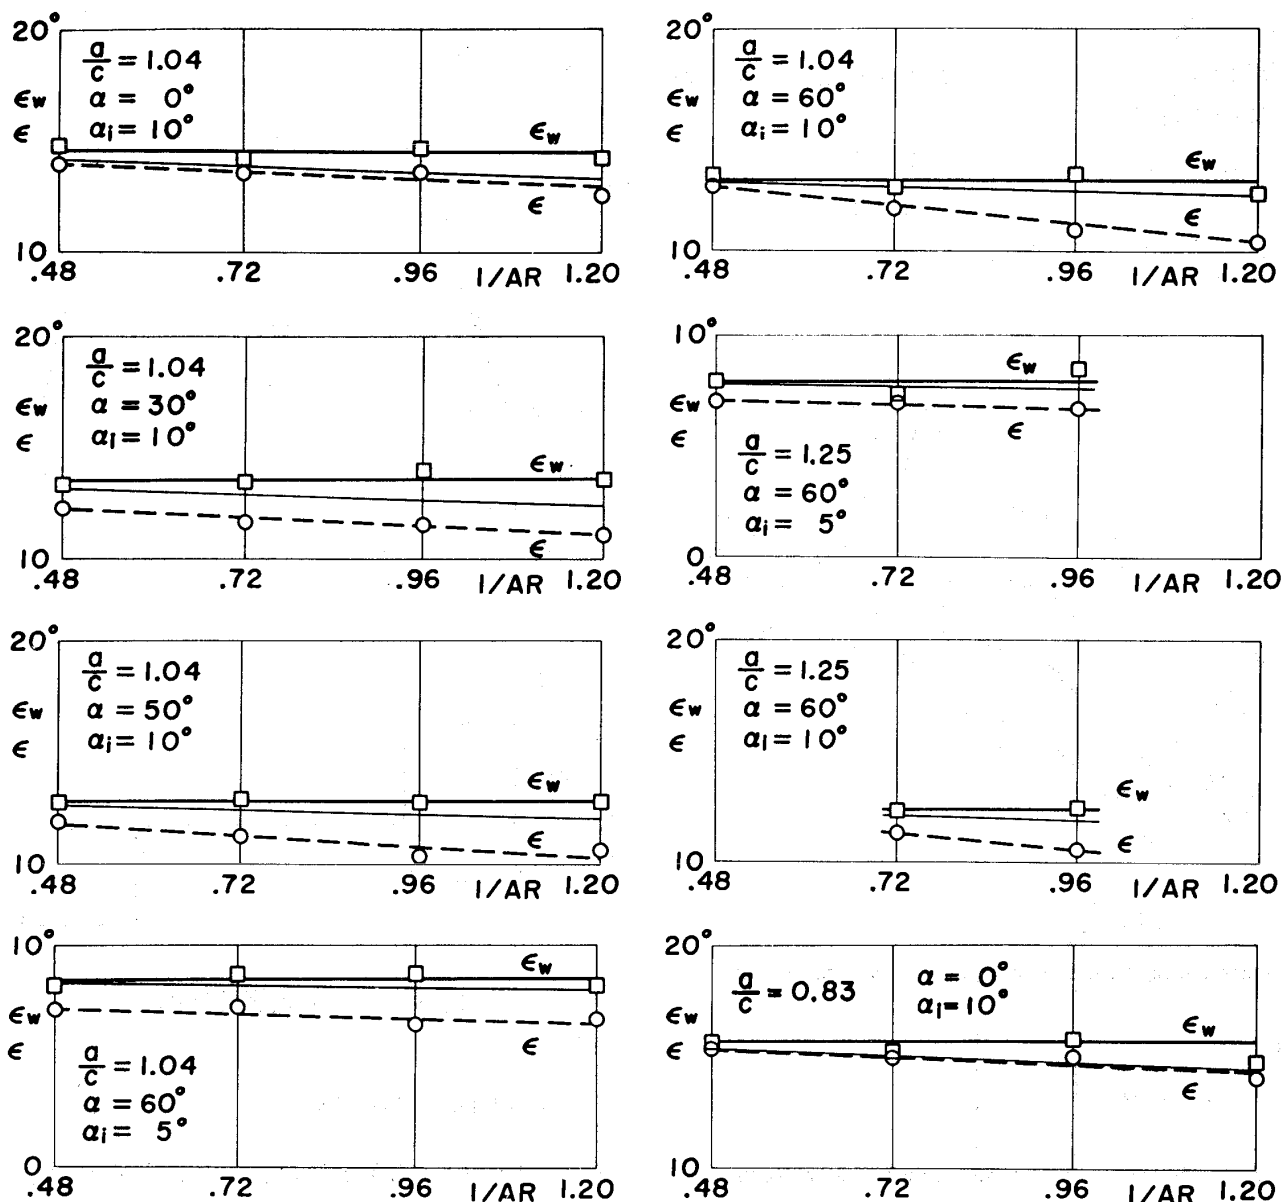 20°
a/c = 1.04
α = 0°
αi = 10°
ϵw
ϵ
ϵw
ϵ
10
.48 .72 .96 1/AR 1.20
20°
a/c = 1.04
α = 60°
αi = 10°
ϵw
ϵ
ϵw
ϵ
10
.48 .72 .96 1/AR 1.20
20°
a/c = 1.04
α = 30°
αi = 10°
ϵw
ϵ
ϵw
ϵ
10
.48 .72 .96 1/AR 1.20
10°
ϵw
ϵw
ϵ
ϵ
a/c = 1.25
α = 60°
αi = 5°
0
.48 .72 .96 1/AR 1.20
20°
a/c = 1.04
α = 50°
αi = 10°
ϵw
ϵ
ϵw
ϵ
10
.48 .72 .96 1/AR 1.20
20°
a/c = 1.25
α = 60°
αi = 10°
ϵw
ϵ
ϵw
ϵ
10
.48 .72 .96 1/AR 1.20
10°
ϵw
ϵw
ϵ
ϵ
a/c = 1.04
α = 60°
αi = 5°
0
.48 .72 .96 1/AR 1.20
20°
a/c = 0.83
α = 0°
αi = 10°
ϵw
ϵ
ϵw
ϵ
10
.48 .72 .96 1/AR 1.20